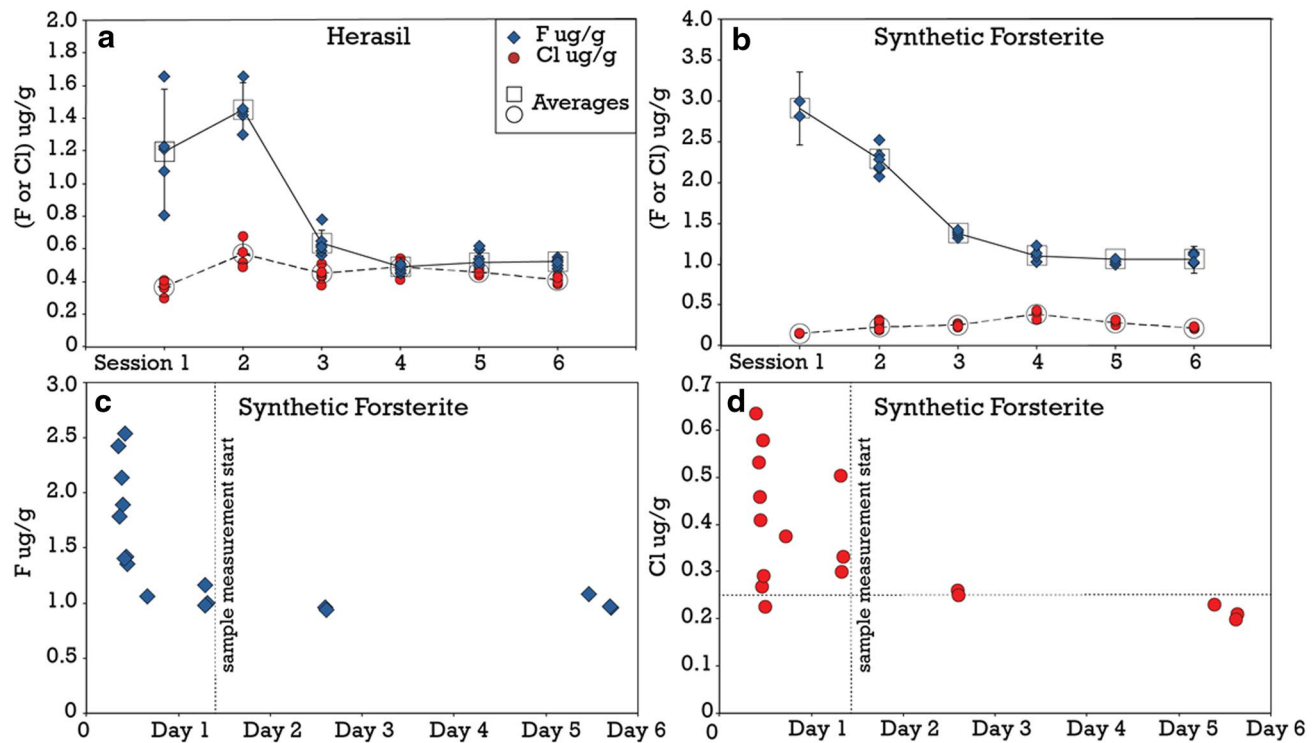 a
Herasil
F ug/g
Cl ug/g
Averages
(F or Cl) ug/g
2.0
1.8
1.6
1.4
1.2
1.0
0.8
0.6
0.4
0.2
0
Session 1 2 3 4 5 6
b
Synthetic Forsterite
(F or Cl) ug/g
4.0
3.5
3.0
2.5
2.0
1.5
1.0
0.5
0
Session 1 2 3 4 5 6
c
Synthetic Forsterite
F ug/g
3.0
2.5
2.0
1.5
1.0
0.5
0
sample measurement start
0 Day 1 Day 2 Day 3 Day 4 Day 5 Day 6
d
Synthetic Forsterite
Cl ug/g
0.7
0.6
0.5
0.4
0.3
0.2
0.1
0
sample measurement start
0 Day 1 Day 2 Day 3 Day 4 Day 5 Day 6